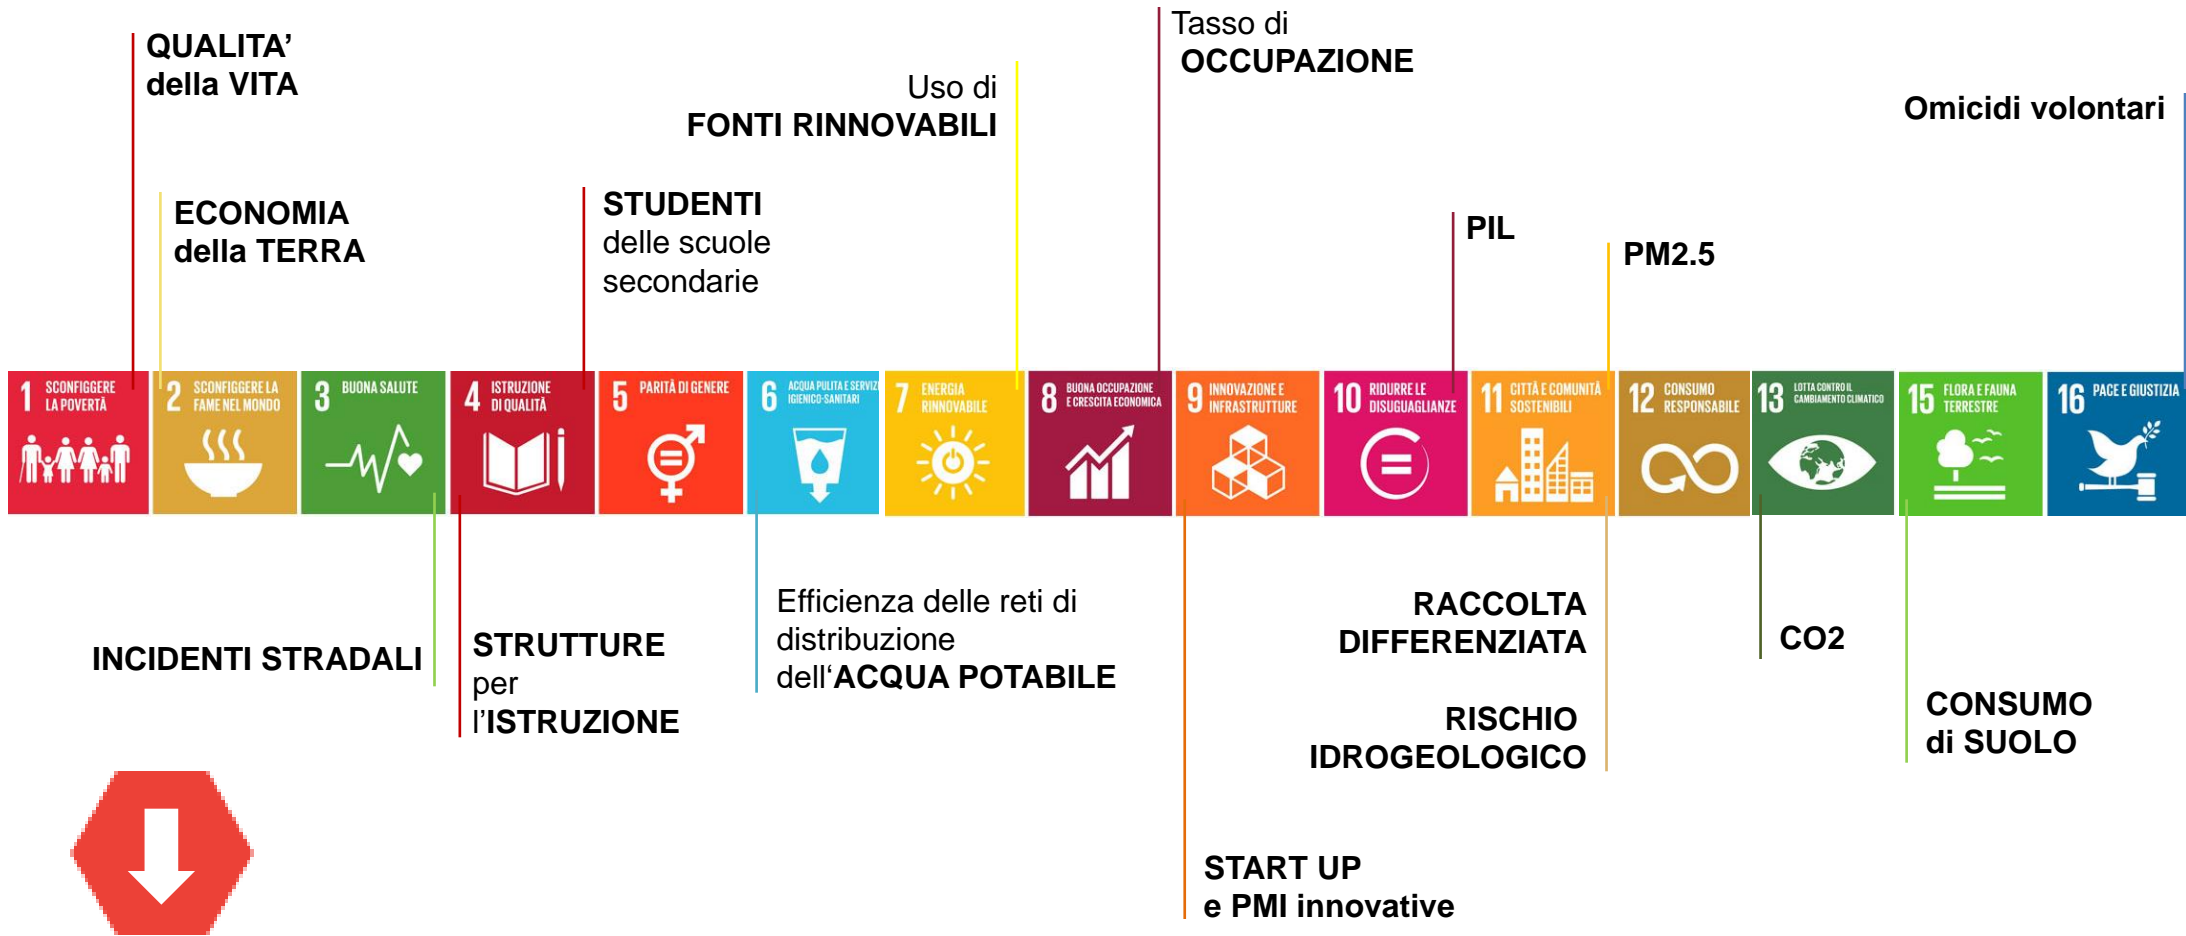 QUALITA’
della VITA
ECONOMIA
della TERRA
STUDENTI
delle scuole
secondarie
Uso di
FONTI RINNOVABILI
Tasso di
OCCUPAZIONE
PIL
PM2.5
Omicidi volontari
1 SCONFIGGERE
LA POVERTÀ
2 SCONFIGGERE LA
FAME NEL MONDO
3 BUONA SALUTE
4 ISTRUZIONE
DI QUALITÀ
5 PARITÀ DI GENERE
6 ACQUA PULITA E SERVIZI
IGIENICO-SANITARI
7 ENERGIA
RINNOVABILE
8 BUONA OCCUPAZIONE
E CRESCITA ECONOMICA
9 INNOVAZIONE E
INFRASTRUTTURE
10 RIDURRE LE
DISUGUAGLIANZE
11 CITTÀ E COMUNITÀ
SOSTENIBILI
12 CONSUMO
RESPONSABILE
13 LOTTA CONTRO IL
CAMBIAMENTO CLIMATICO
15 FLORA E FAUNA
TERRESTRE
16 PACE E GIUSTIZIA
INCIDENTI STRADALI
STRUTTURE
per
l’ISTRUZIONE
Efficienza delle reti di
distribuzione
dell‘ACQUA POTABILE
START UP
e PMI innovative
RACCOLTA
DIFFERENZIATA
RISCHIO
IDROGEOLOGICO
CO2
CONSUMO
di SUOLO